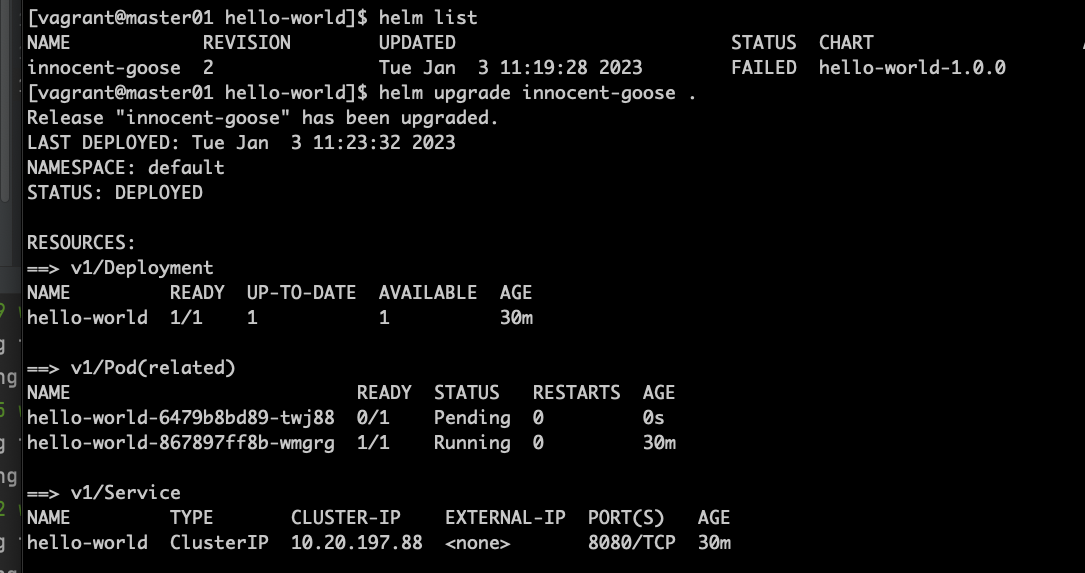 [vagrant@master01 hello-world]$ helm list
NAME            REVISION        UPDATED                         STATUS  CHART
innocent-goose  2               Tue Jan  3 11:19:28 2023        FAILED  hello-world-1.0.0
[vagrant@master01 hello-world]$ helm upgrade innocent-goose .
Release "innocent-goose" has been upgraded.
LAST DEPLOYED: Tue Jan  3 11:23:32 2023
NAMESPACE: default
STATUS: DEPLOYED
RESOURCES:
==> v1/Deployment
NAME         READY  UP-TO-DATE  AVAILABLE  AGE
hello-world  1/1    1           1          30m
==> v1/Pod(related)
NAME                          READY  STATUS   RESTARTS  AGE
hello-world-6479b8bd89-twj88  0/1    Pending  0         0s
hello-world-867897ff8b-wmgrg  1/1    Running  0         30m
==> v1/Service
NAME         TYPE       CLUSTER-IP    EXTERNAL-IP  PORT(S)   AGE
hello-world  ClusterIP  10.20.197.88  <none>       8080/TCP  30m